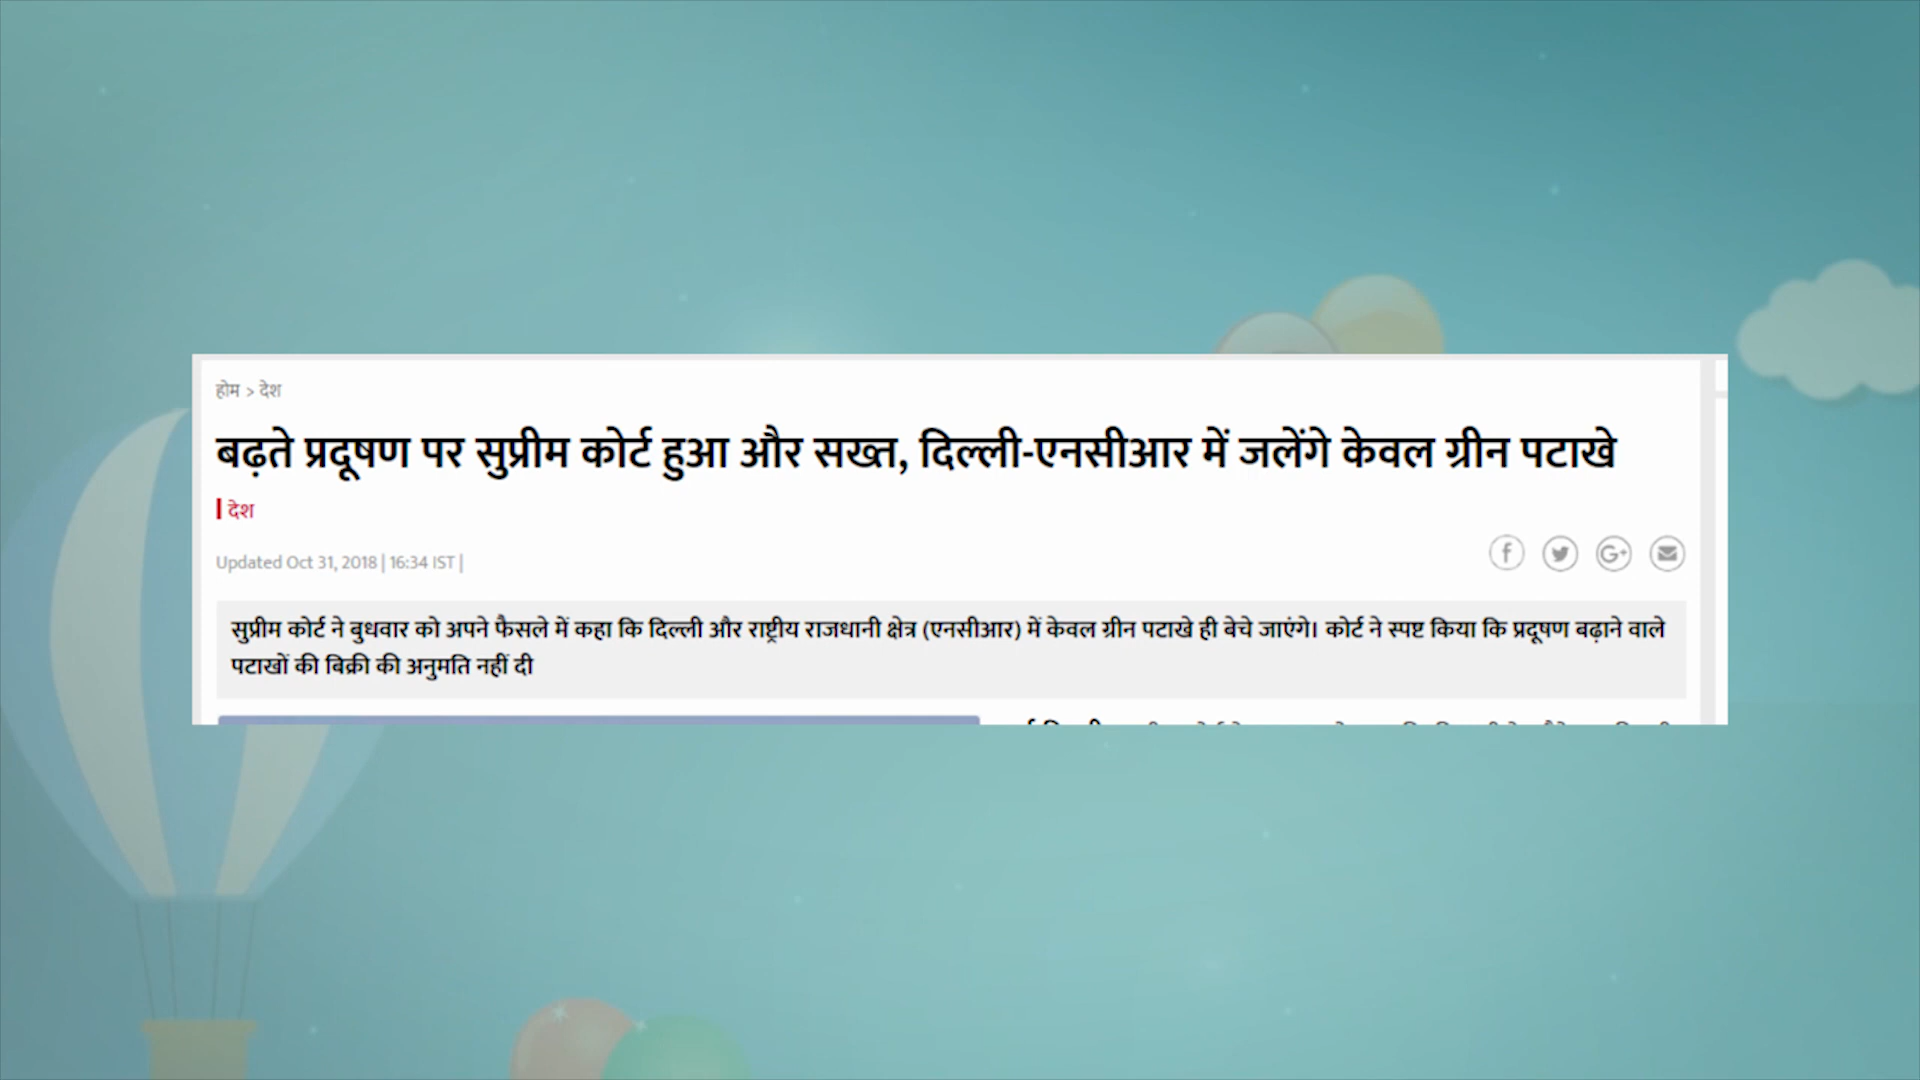 होम > देश
बढ़ते प्रदूषण पर सुप्रीम कोर्ट हुआ और सख्त, दिल्ली-एनसीआर में जलेंगे केवल ग्रीन पटाखे
देश
Updated Oct 31, 2018 | 16:34 IST |
सुप्रीम कोर्ट ने बुधवार को अपने फैसले में कहा कि दिल्ली और राष्ट्रीय राजधानी क्षेत्र (एनसीआर) में केवल ग्रीन पटाखे ही बेचे जाएंगे। कोर्ट ने स्पष्ट किया कि प्रदूषण बढ़ाने वाले
पटाखों की बिक्री की अनुमति नहीं दी